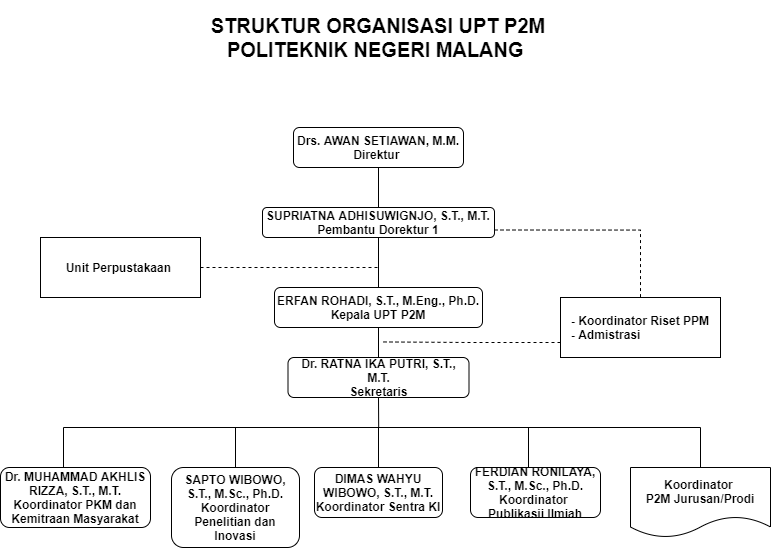 STRUKTUR ORGANISASI UPT P2M
POLITEKNIK NEGERI MALANG
Drs. AWAN SETIAWAN, M.M.
Direktur
SUPRIATNA ADHISUWIGNJO, S.T., M.T.
Pembantu Dorektur 1
Unit Perpustakaan
ERFAN ROHADI, S.T., M.Eng., Ph.D.
Kepala UPT P2M
- Koordinator Riset PPM
- Admistrasi
Dr. RATNA IKA PUTRI, S.T.,
M.T.
Sekretaris
Dr. MUHAMMAD AKHLIS
RIZZA, S.T., M.T.
Koordinator PKM dan
Kemitraan Masyarakat
SAPTO WIBOWO,
S.T., M.Sc., Ph.D.
Koordinator
Penelitian dan
Inovasi
DIMAS WAHYU
WIBOWO, S.T., M.T.
Koordinator Sentra KI
FERDIAN RONILAYA,
S.T., M.Sc., Ph.D.
Koordinator
Publikasii Ilmiah
Koordinator
P2M Jurusan/Prodi